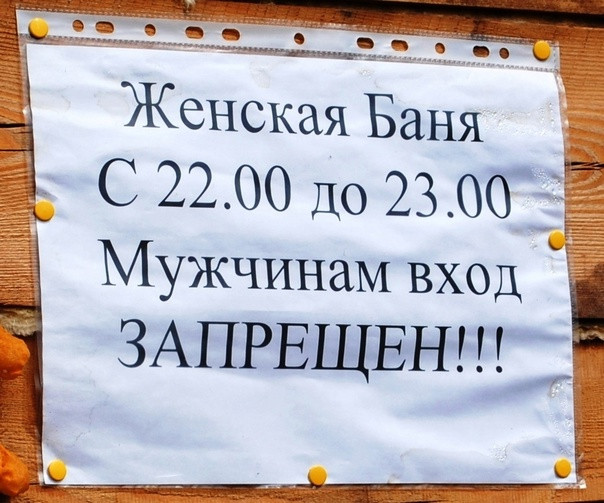 Женская Баня
С 22.00 до 23.00
Мужчинам вход
ЗАПРЕЩЕН!!!